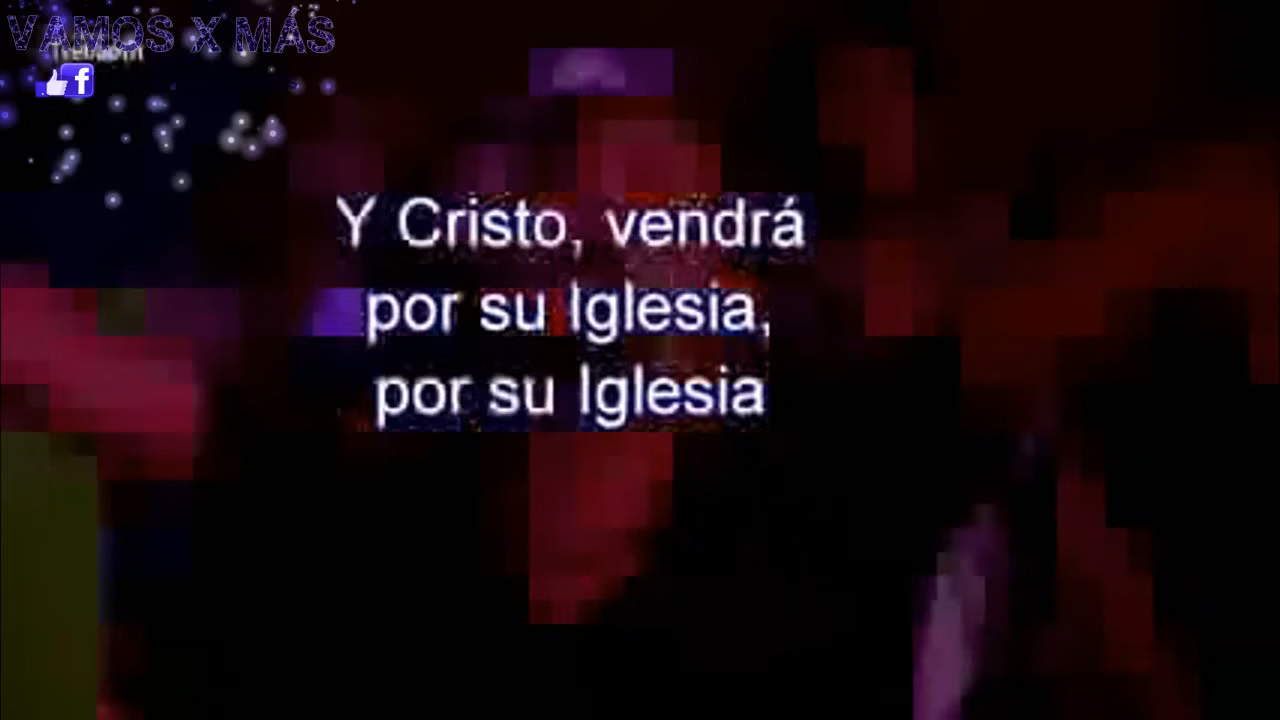 VAMOS X MÁS
Y Cristo, vendrá
por su Iglesia,
por su Iglesia